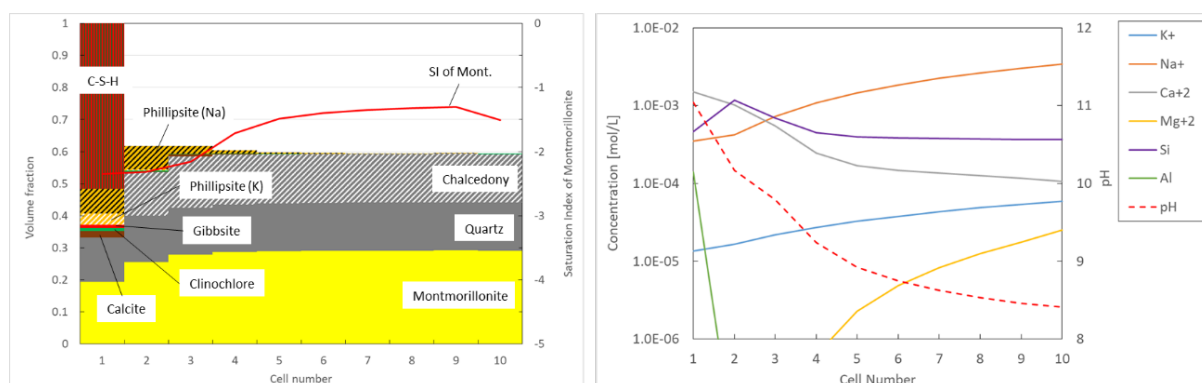 1
0.9
0.8
0.7
0.6
0.5
0.4
0.3
0.2
0.1
0
Volume fraction
C-S-H
Phillipsite (Na)
SI of Mont.
Phillipsite (K)
Gibbsite
Clinochlore
Calcite
Chalcedony
Quartz
Montmorillonite
-0
-1
-2
-3
-4
-5
Saturation Index of Montmorillonite
1 2 3 4 5 6 7 8 9 10
Cell number
1.0E-02
1.0E-03
1.0E-04
1.0E-05
1.0E-06
Concentration [mol/L]
12
11
10
9
8
pH
1 2 3 4 5 6 7 8 9 10
Cell Number
K+
Na+
Ca+2
Mg+2
Si
Al
pH